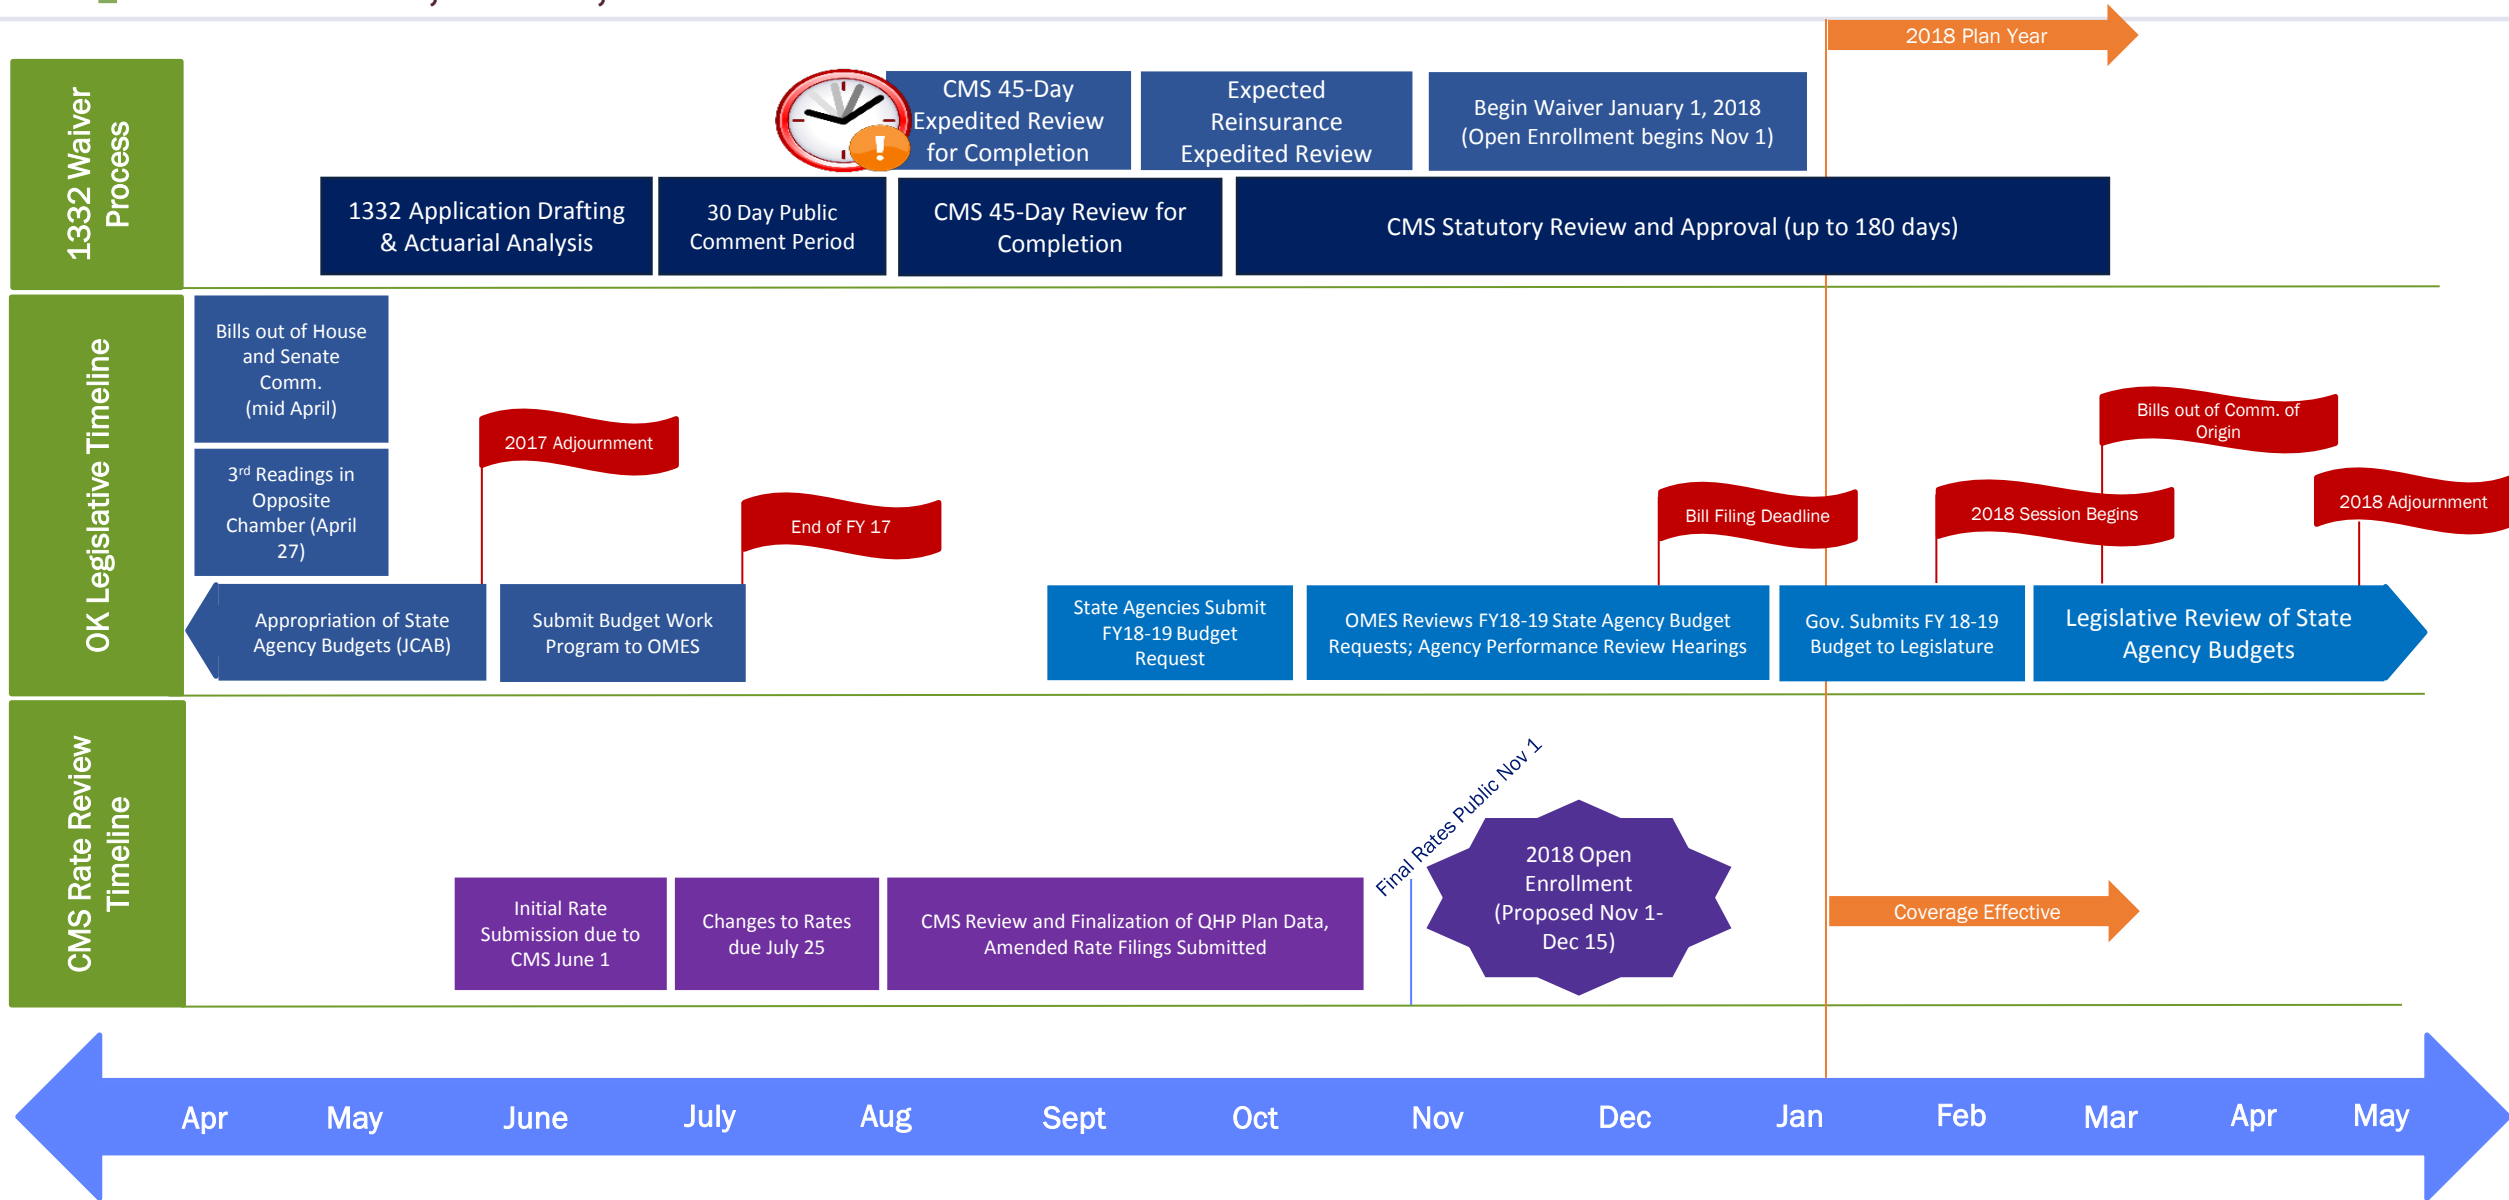 2018 Plan Year
1332 Waiver
Process
CMS 45-Day
Expedited Review
for Completion
Expected
Reinsurance
Expedited Review
Begin Waiver January 1, 2018
(Open Enrollment begins Nov 1)
1332 Application Drafting
& Actuarial Analysis
30 Day Public
Comment Period
CMS 45-Day Review for
Completion
CMS Statutory Review and Approval (up to 180 days)
OK Legislative Timeline
Bills out of House
and Senate
Comm.
(mid April)
3rd Readings in
Opposite
Chamber (April
27)
2017 Adjournment
End of FY 17
Bill Filing Deadline
2018 Session Begins
Bills out of Comm. of
Origin
2018 Adjournment
Appropriation of State
Agency Budgets (JCAB)
Submit Budget Work
Program to OMES
State Agencies Submit
FY18-19 Budget
Request
OMES Reviews FY18-19 State Agency Budget
Requests; Agency Performance Review Hearings
Gov. Submits FY 18-19
Budget to Legislature
Legislative Review of State
Agency Budgets
CMS Rate Review
Timeline
Initial Rate
Submission due to
CMS June 1
Changes to Rates
due July 25
CMS Review and Finalization of QHP Plan Data,
Amended Rate Filings Submitted
Final Rates Public Nov 1
2018 Open
Enrollment
(Proposed Nov 1-
Dec 15)
Coverage Effective
Apr May June July Aug Sept Oct Nov Dec Jan Feb Mar Apr May